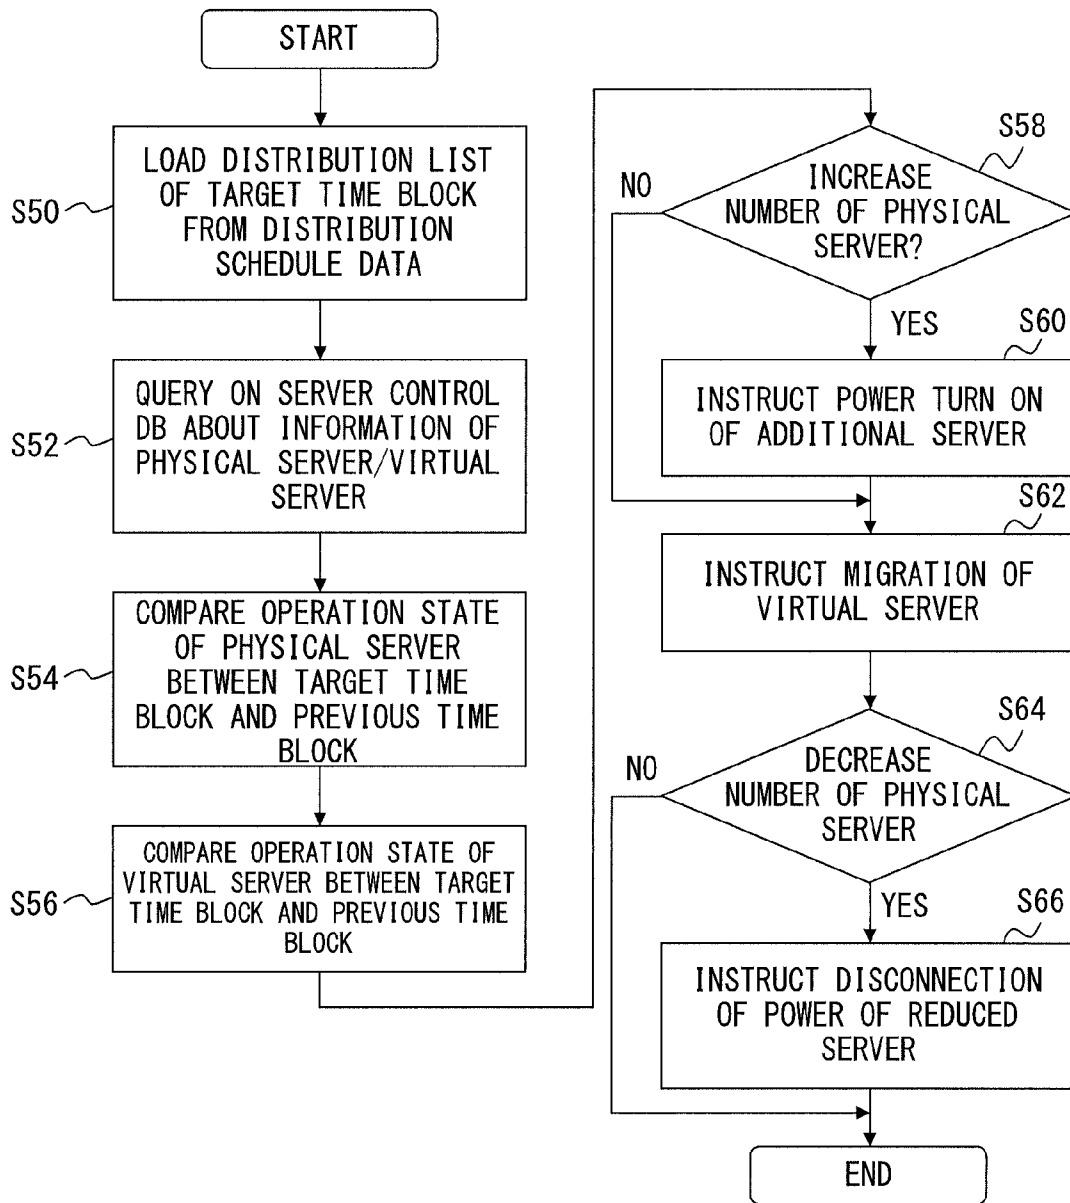 START
S50
LOAD DISTRIBUTION LIST
OF TARGET TIME BLOCK
FROM DISTRIBUTION
SCHEDULE DATA
S52
QUERY ON SERVER CONTROL
DB ABOUT INFORMATION OF
PHYSICAL SERVER/VIRTUAL
SERVER
S54
COMPARE OPERATION STATE
OF PHYSICAL SERVER
BETWEEN TARGET TIME
BLOCK AND PREVIOUS TIME
BLOCK
S56
COMPARE OPERATION STATE OF
VIRTUAL SERVER BETWEEN TARGET
TIME BLOCK AND PREVIOUS TIME
BLOCK
S58
NO
INCREASE
NUMBER OF PHYSICAL
SERVER?
YES
S60
INSTRUCT POWER TURN ON
OF ADDITIONAL SERVER
S62
INSTRUCT MIGRATION OF
VIRTUAL SERVER
S64
NO
DECREASE
NUMBER OF PHYSICAL
SERVER
YES
S66
INSTRUCT DISCONNECTION
OF POWER OF REDUCED
SERVER
END